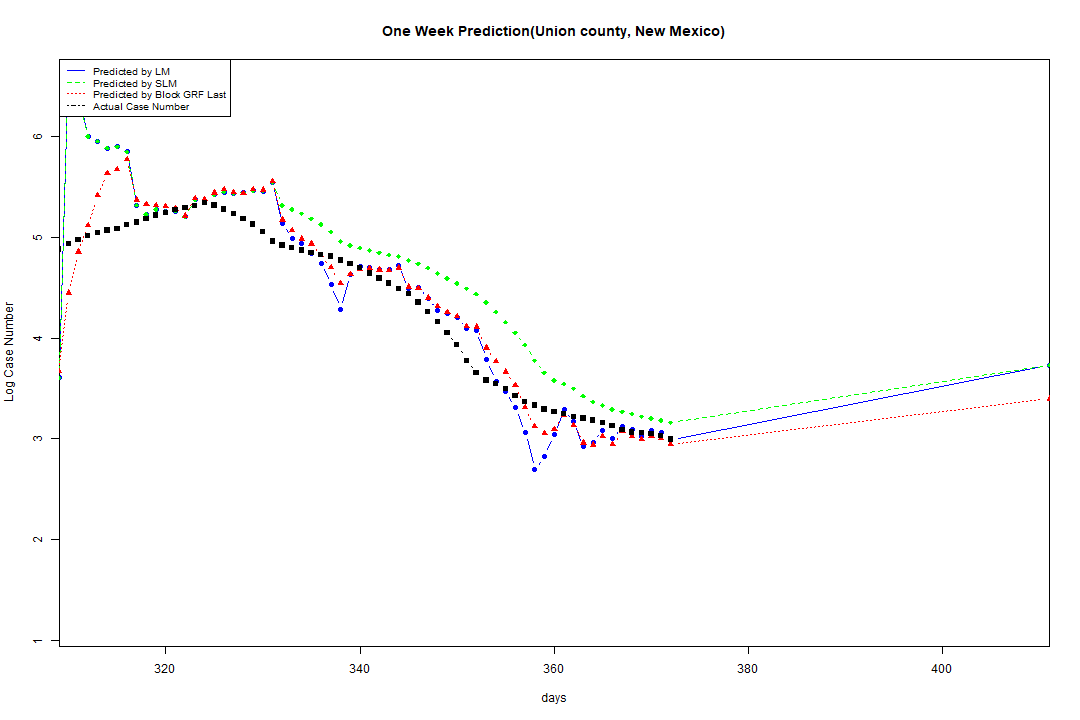 One Week Prediction(Union county, New Mexico)
Predicted by LM
Predicted by SLM
Predicted by Block GRF Last
Actual Case Number
6
5
4
3
2
1
Log Case Number
320 340 360 380 400
days